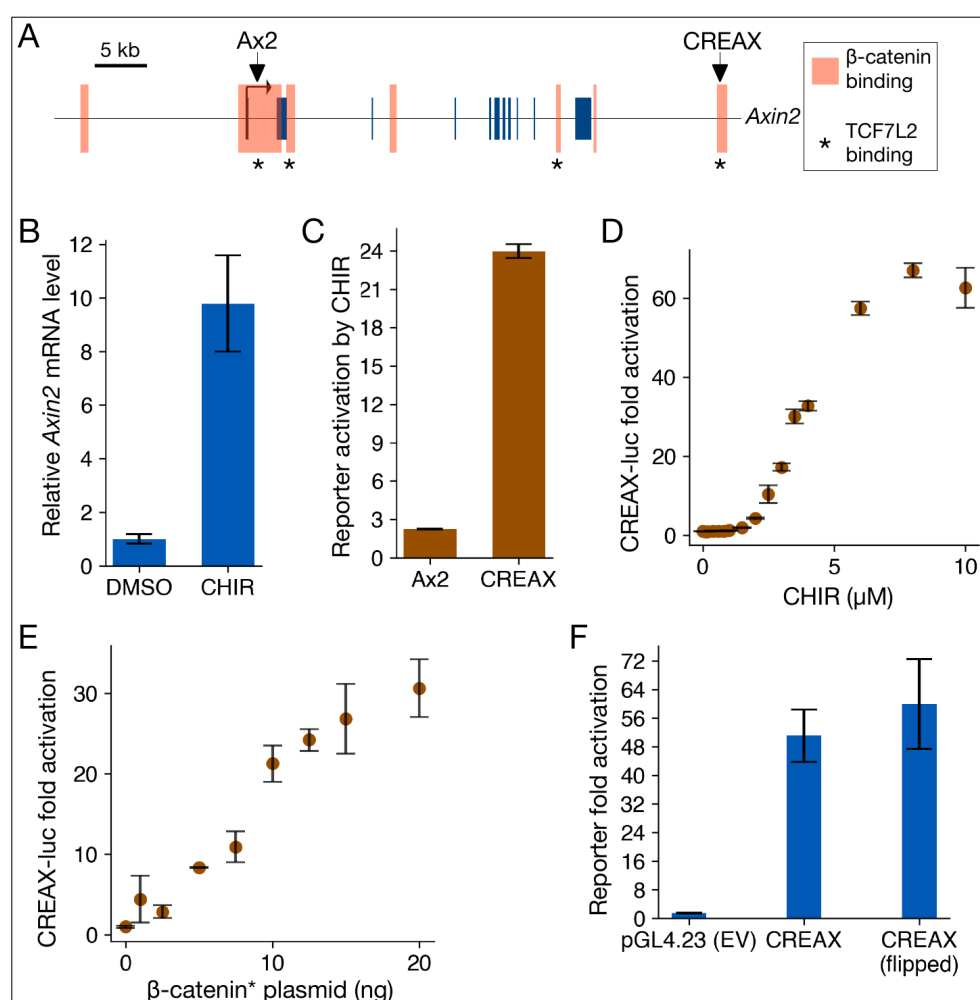 A
5 kb
Ax2
CREAX
Axin2
β-catenin
binding
* TCF7L2
binding
* * * *
B
Relative Axin2 mRNA level
12
10
8
6
4
2
0
DMSO CHIR
C
Reporter activation by CHIR
24
21
18
15
12
9
6
3
0
Ax2 CREAX
D
CREAX-luc fold activation
60
40
20
0
0 5 10
CHIR (µM)
E
CREAX-luc fold activation
30
20
10
0
0 10 20
β-catenin* plasmid (ng)
F
Reporter fold activation
72
64
56
48
40
32
24
16
8
0
pGL4.23 (EV) CREAX CREAX
(flipped)